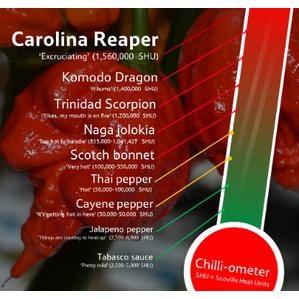 Carolina Reaper
'Excruciating' (1,560,000 SHU)
Komodo Dragon
'It burns!' (1,400,000 SHU)
Trinidad Scorpion
'Yikes, my mouth is on fire' (1,200,000 SHU)
Naga Jolokia
'Too hot to handle' (855,000-1,041,427 SHU)
Scotch bonnet
'Very hot' (100,000-350,000 SHU)
Thai pepper
'Hot' (50,000-100,000 SHU)
Cayene pepper
'It's getting hot in here' (30,000-50,000 SHU)
Jalapeno pepper
'Things are starting to heat up' (2,500-8,000 SHU)
Tabasco sauce
'Pretty mild' (2,500-5,000 SHU)
Chilli-ometer
SHU = Scoville Heat Units